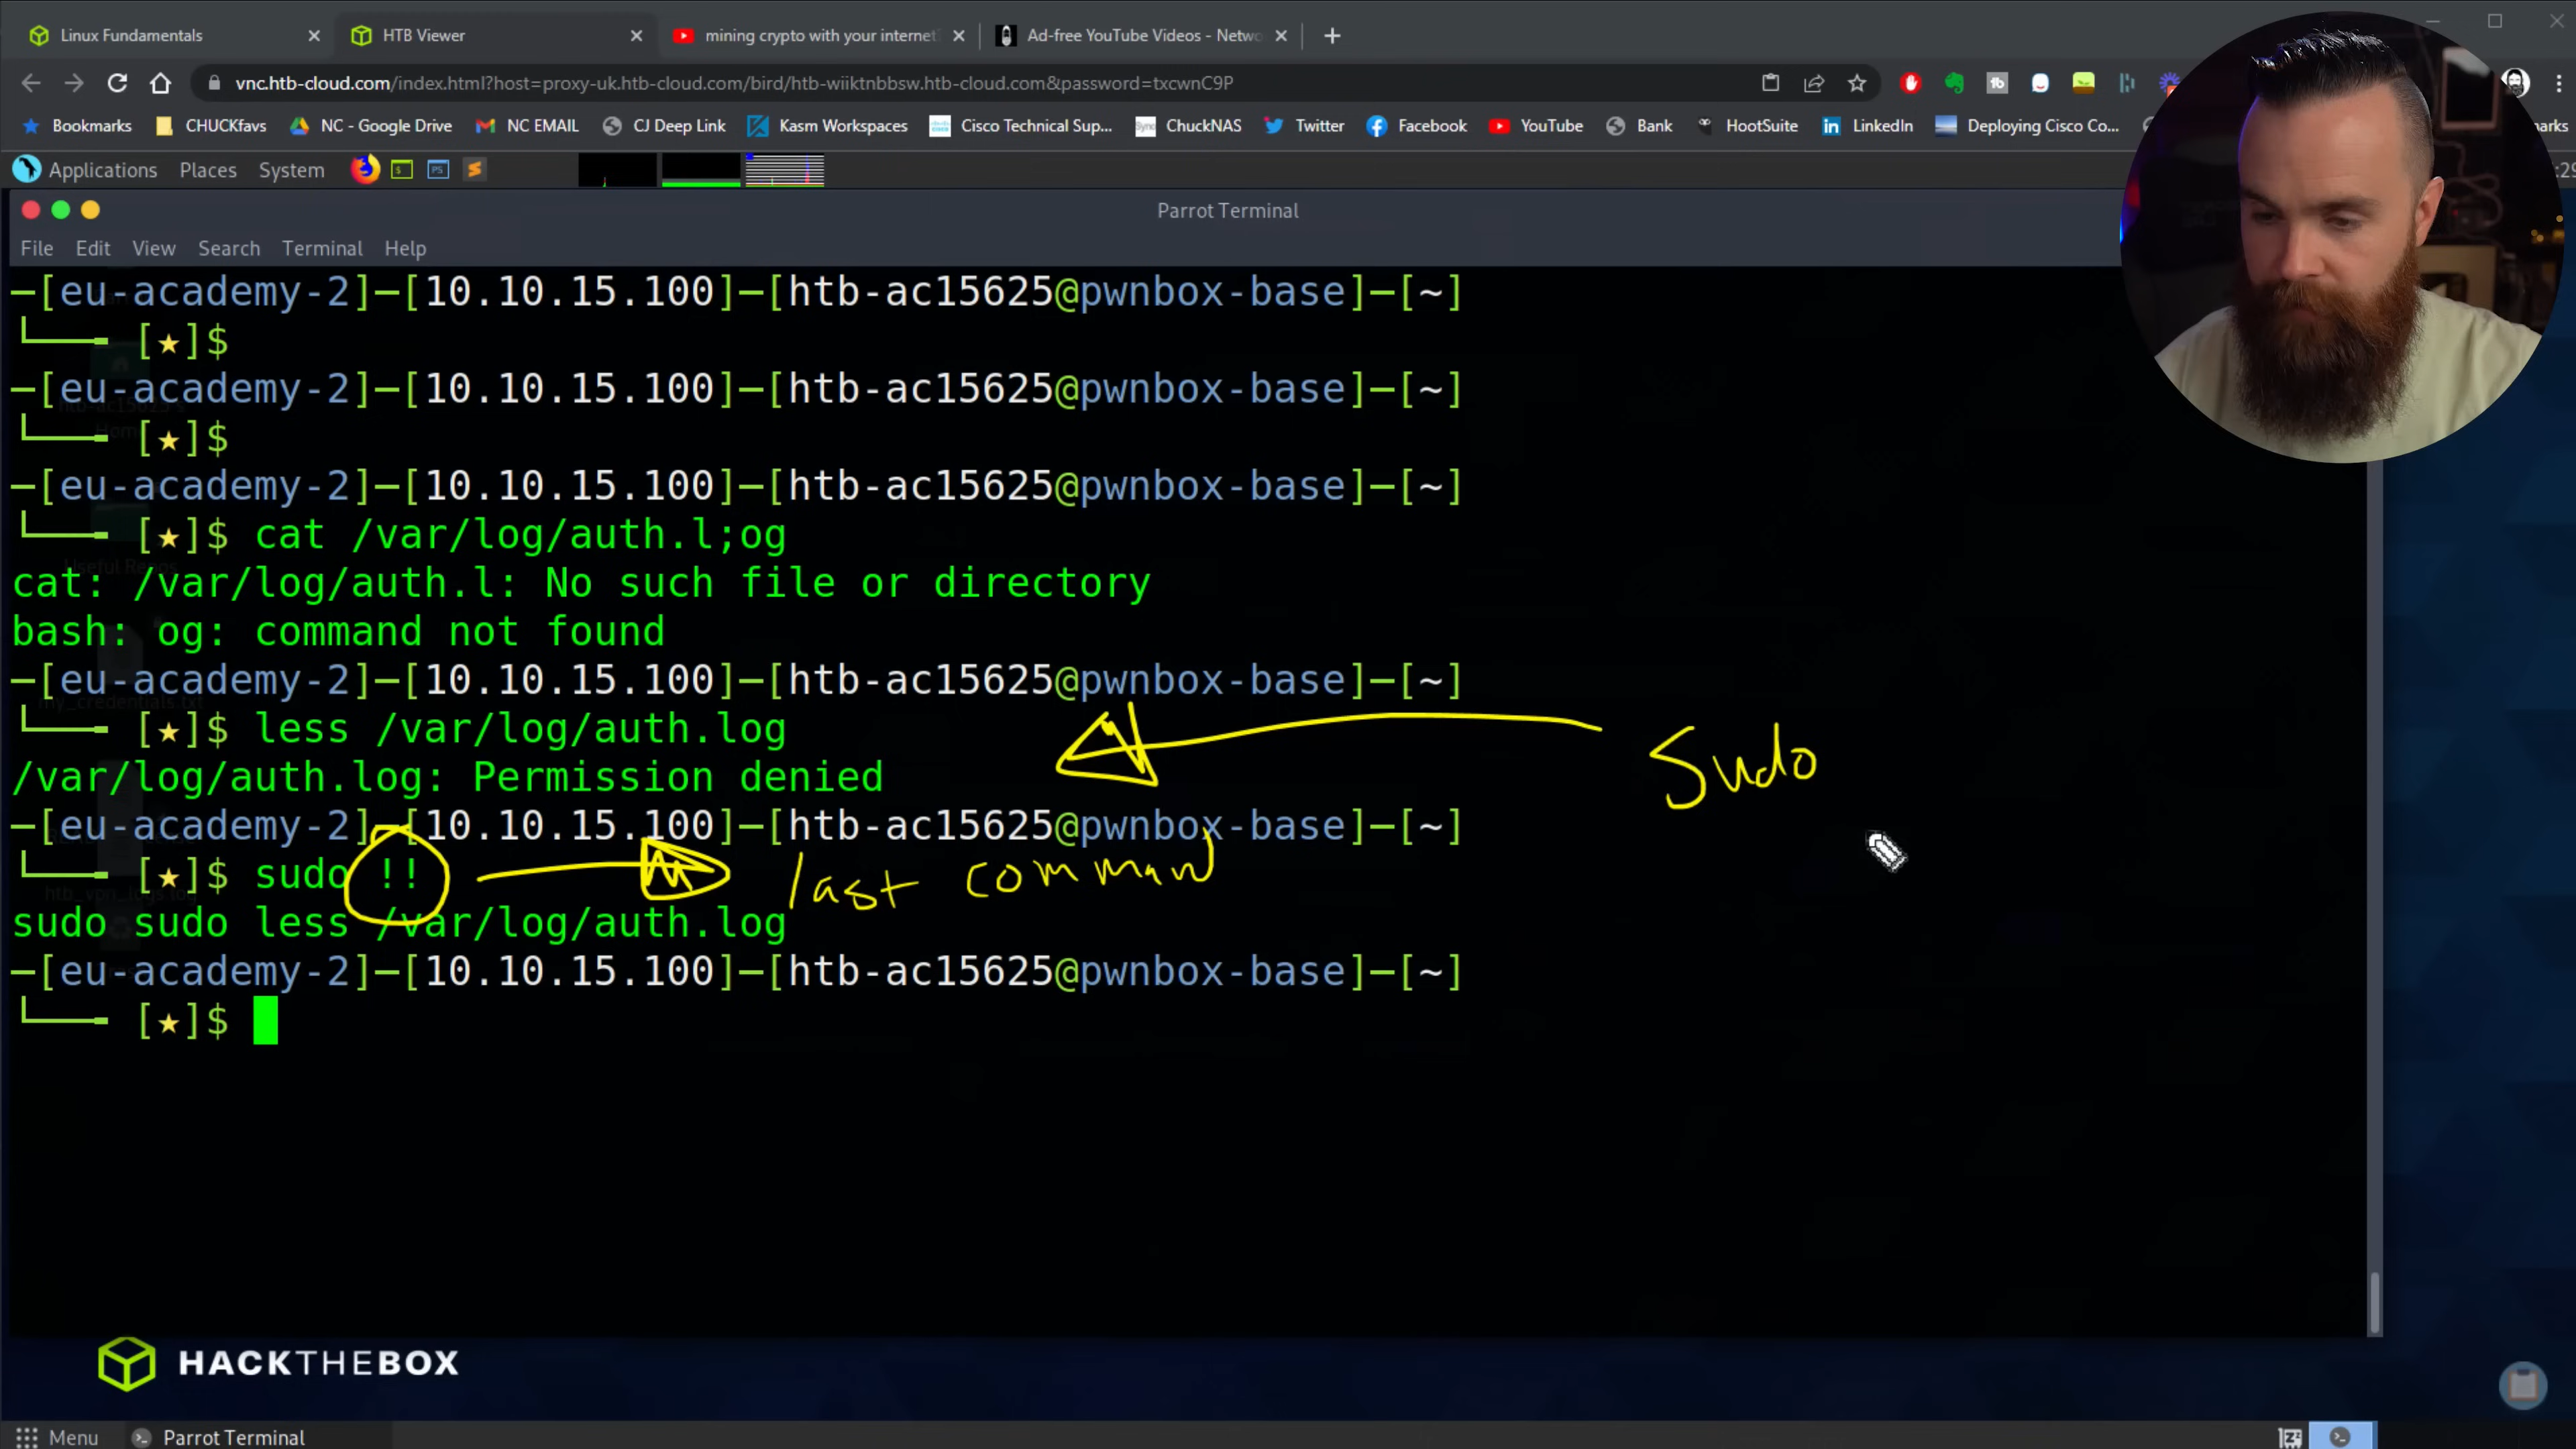 Linux Fundamentals
HTB Viewer
mining crypto with your internet
Ad-free YouTube Videos - Netwo
vnc.htb-cloud.com/index.html?host=proxy-uk.htb-cloud.com/bird/htb-wiiktnbbsw.htb-cloud.com&password=txcwnC9P
Bookmarks CHUCKfavs NC - Google Drive NC EMAIL CJ Deep Link Kasm Workspaces Cisco Technical Sup... ChuckNAS Twitter Facebook YouTube Bank HootSuite LinkedIn Deploying Cisco Co...
Applications Places System
Parrot Terminal
File Edit View Search Terminal Help
─[eu-academy-2]─[10.10.15.100]─[htb-ac15625@pwnbox-base]─[~]
└──╼ [★]$
─[eu-academy-2]─[10.10.15.100]─[htb-ac15625@pwnbox-base]─[~]
└──╼ [★]$
─[eu-academy-2]─[10.10.15.100]─[htb-ac15625@pwnbox-base]─[~]
└──╼ [★]$ cat /var/log/auth.l;og
cat: /var/log/auth.l: No such file or directory
bash: og: command not found
─[eu-academy-2]─[10.10.15.100]─[htb-ac15625@pwnbox-base]─[~]
└──╼ [★]$ less /var/log/auth.log
Sudo
/var/log/auth.log: Permission denied
─[eu-academy-2]─[10.10.15.100]─[htb-ac15625@pwnbox-base]─[~]
└──╼ [★]$ sudo !!
last command
sudo sudo less /var/log/auth.log
─[eu-academy-2]─[10.10.15.100]─[htb-ac15625@pwnbox-base]─[~]
└──╼ [★]$
HACKTHEBOX
Menu Parrot Terminal